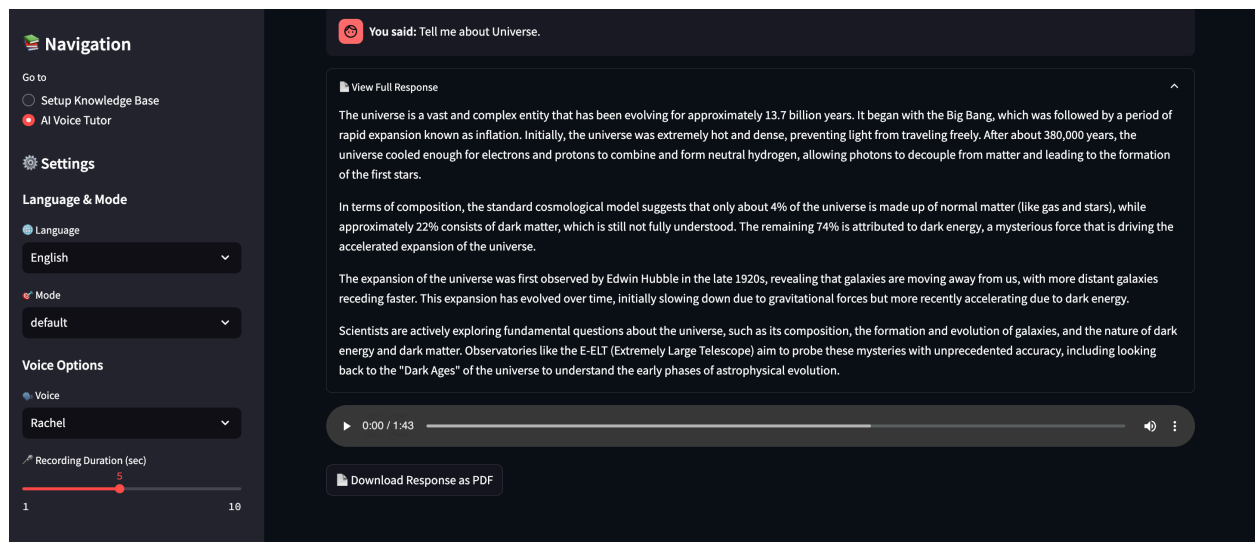 Navigation
Go to
Setup Knowledge Base
AI Voice Tutor
Settings
Language & Mode
Language
English
Mode
default
Voice Options
Voice
Rachel
Recording Duration (sec)
5
1 10
You said: Tell me about Universe.
View Full Response
The universe is a vast and complex entity that has been evolving for approximately 13.7 billion years. It began with the Big Bang, which was followed by a period of
rapid expansion known as inflation. Initially, the universe was extremely hot and dense, preventing light from traveling freely. After about 380,000 years, the
universe cooled enough for electrons and protons to combine and form neutral hydrogen, allowing photons to decouple from matter and leading to the formation
of the first stars.
In terms of composition, the standard cosmological model suggests that only about 4% of the universe is made up of normal matter (like gas and stars), while
approximately 22% consists of dark matter, which is still not fully understood. The remaining 74% is attributed to dark energy, a mysterious force that is driving the
accelerated expansion of the universe.
The expansion of the universe was first observed by Edwin Hubble in the late 1920s, revealing that galaxies are moving away from us, with more distant galaxies
receding faster. This expansion has evolved over time, initially slowing down due to gravitational forces but more recently accelerating due to dark energy.
Scientists are actively exploring fundamental questions about the universe, such as its composition, the formation and evolution of galaxies, and the nature of dark
energy and dark matter. Observatories like the E-ELT (Extremely Large Telescope) aim to probe these mysteries with unprecedented accuracy, including looking
back to the "Dark Ages" of the universe to understand the early phases of astrophysical evolution.
0:00 / 1:43
Download Response as PDF